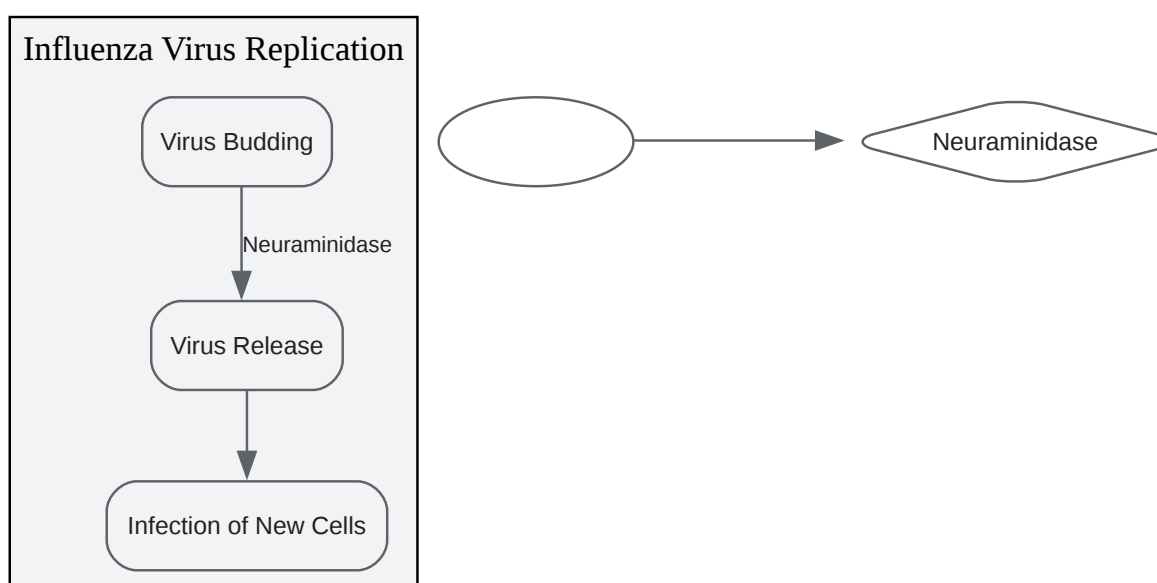 Influenza Virus Replication
Virus Budding
Neuraminidase
Neuraminidase
Virus Release
Infection of New Cells